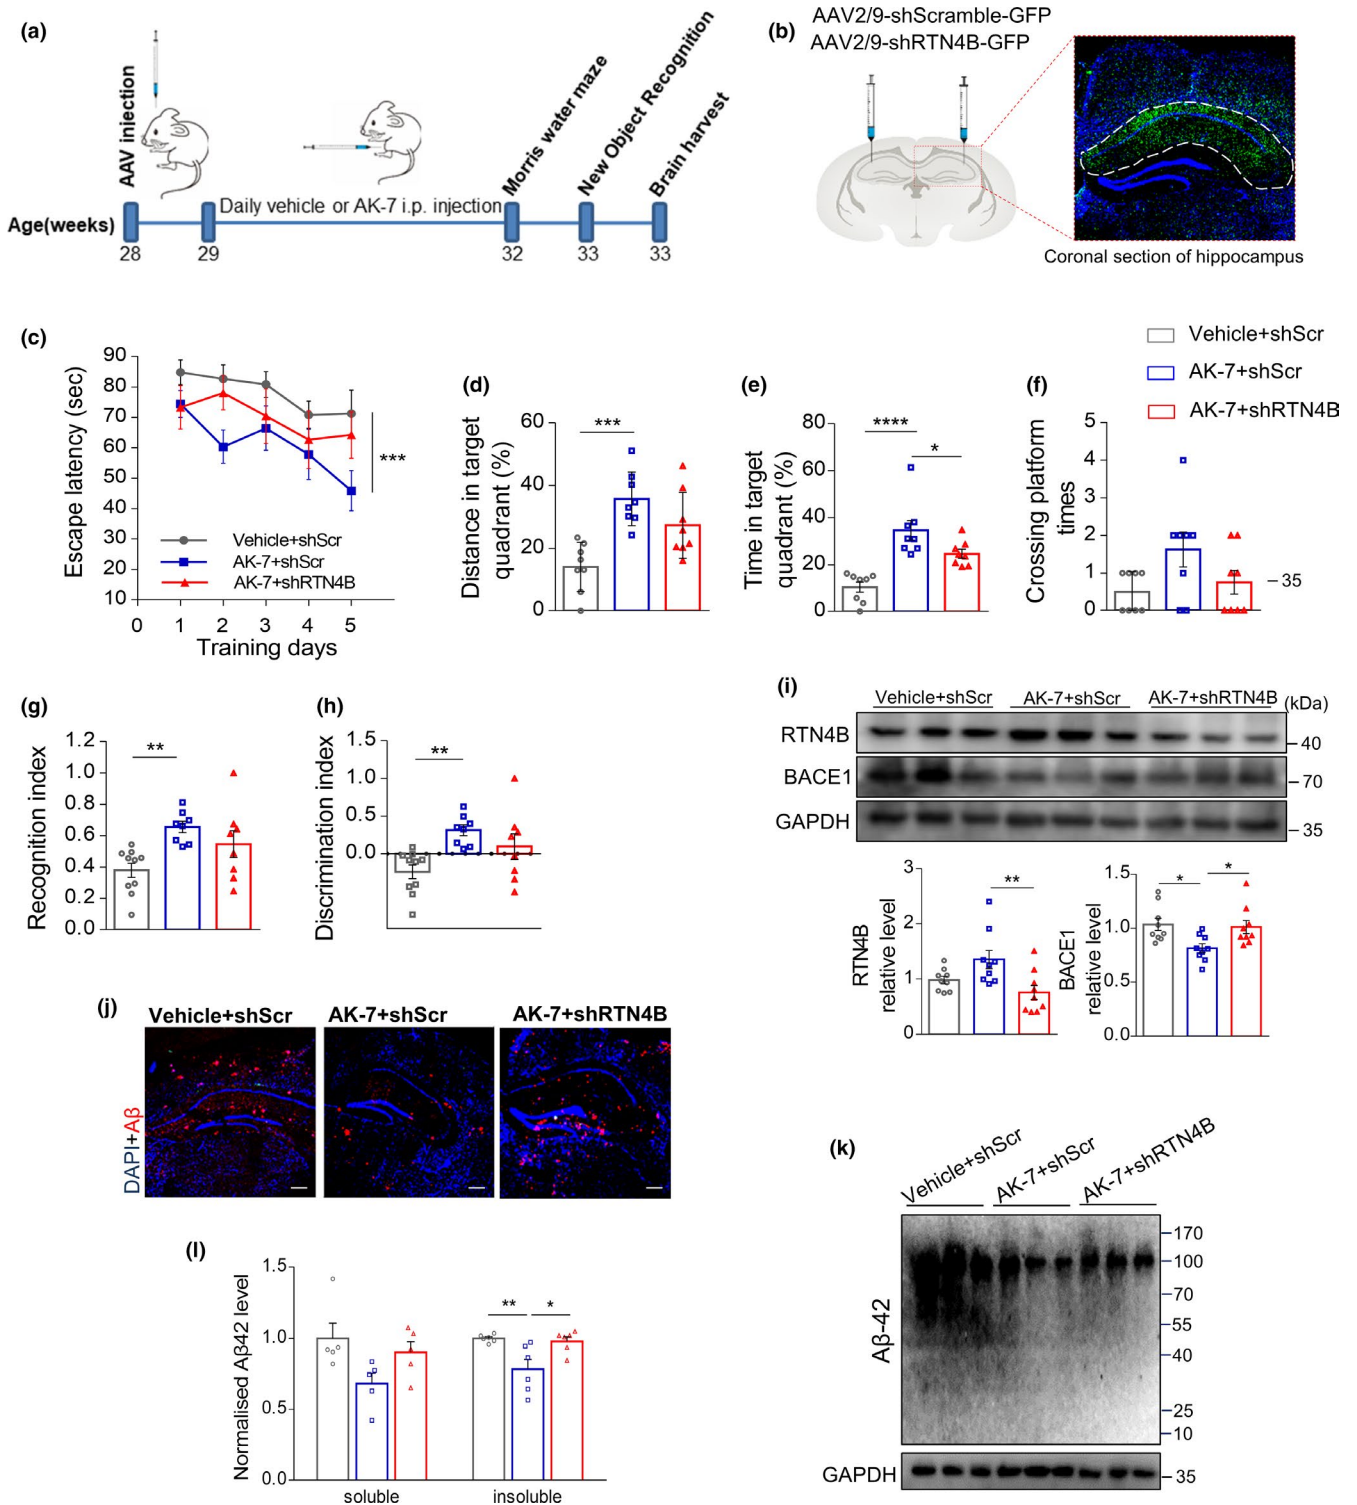 (a)
AAV injection
Daily vehicle or AK-7 i.p. injection
Morris water maze
New Object Recognition
Brain harvest
Age(weeks)
28 29 32 33 33
(b)
AAV2/9-shScramble-GFP
AAV2/9-shRTN4B-GFP
Coronal section of hippocampus
Vehicle+shScr
AK-7+shScr
AK-7+shRTN4B
(c)
Escape latency (sec)
90
80
70
60
50
40
30
20
10
***
Vehicle+shScr
AK-7+shScr
AK-7+shRTN4B
0 1 2 3 4 5
Training days
(d)
Distance in target
quadrant (%)
60
40
20
0
***
(e)
Time in target
quadrant (%)
80
60
40
20
0
****
*
(f)
Crossing platform
times
5
4
3
2
1
0
35
(g)
Recognition index
1.2
1.0
0.8
0.6
0.4
0.2
0.0
**
(h)
Discrimination index
1.5
1.0
0.5
0.0
**
(i)
Vehicle+shScr AK-7+shScr AK-7+shRTN4B (kDa)
RTN4B 40
BACE1 70
GAPDH 35
RTN4B
relative level
3
2
1
0
**
BACE1
relative level
1.5
1.0
0.5
0.0
* *
(j)
Vehicle+shScr AK-7+shScr AK-7+shRTN4B
DAPI+Aβ
(k)
Vehicle+shScr
AK-7+shScr
AK-7+shRTN4B
Aβ-42
170
100
70
55
40
25
10
GAPDH 35
(l)
Normalised Aβ42 level
1.5
1.0
0.5
0.0
** *
soluble insoluble